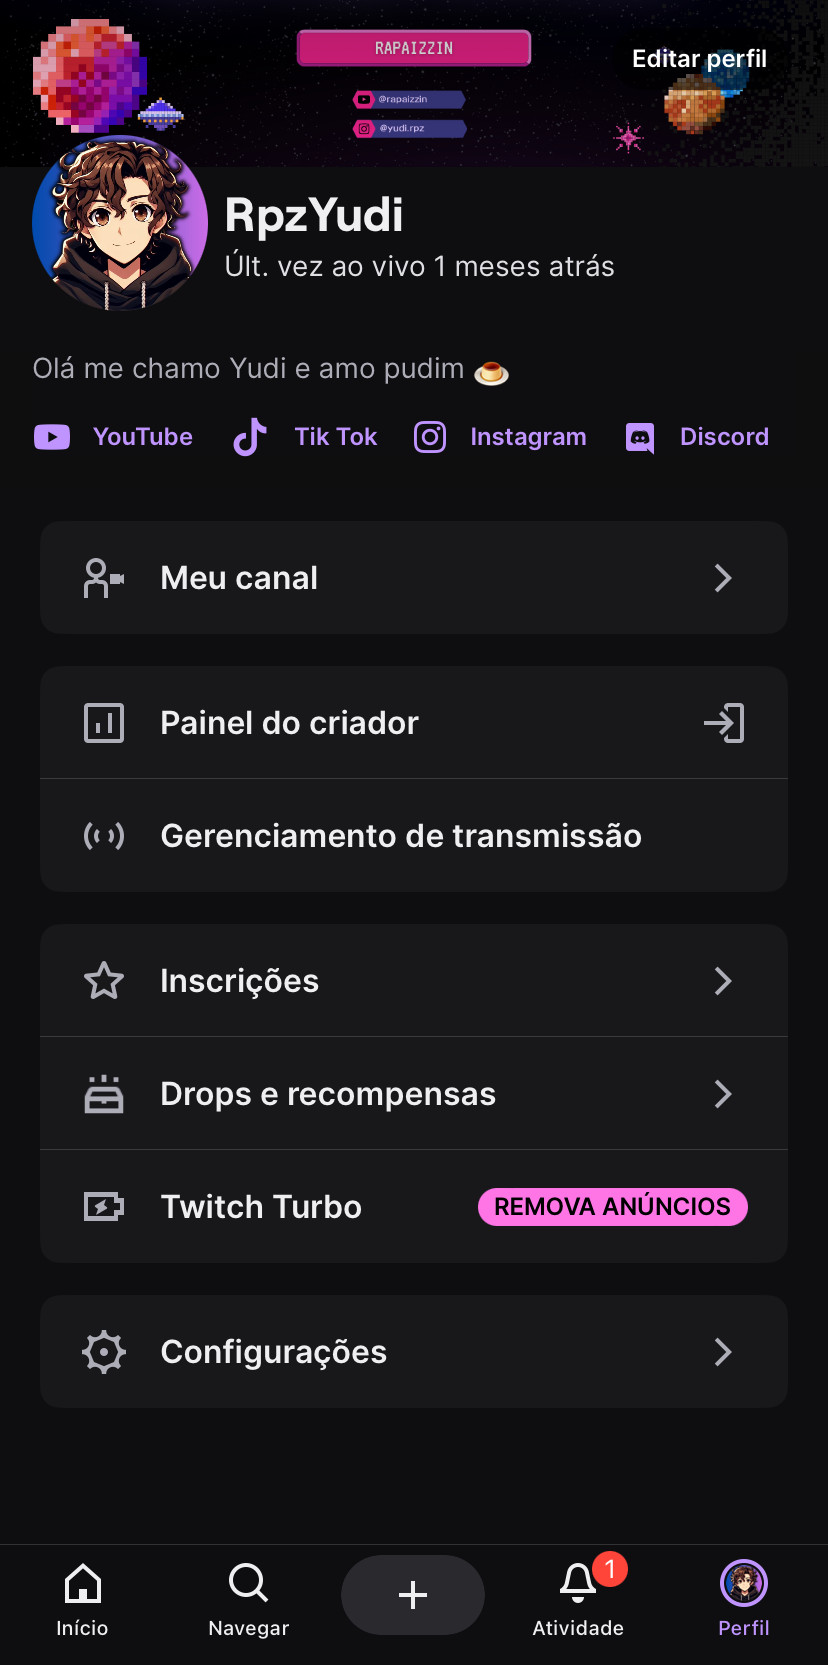 RAPAIZZIN
Editar perfil
@rapaizzin
@yudi.rpz
RpzYudi
Últ. vez ao vivo 1 meses atrás
Olá me chamo Yudi e amo pudim 🍮
YouTube
Tik Tok
Instagram
Discord
Meu canal
Painel do criador
Gerenciamento de transmissão
Inscrições
Drops e recompensas
Twitch Turbo
REMOVA ANÚNCIOS
Configurações
1
Início
Navegar
Atividade
Perfil